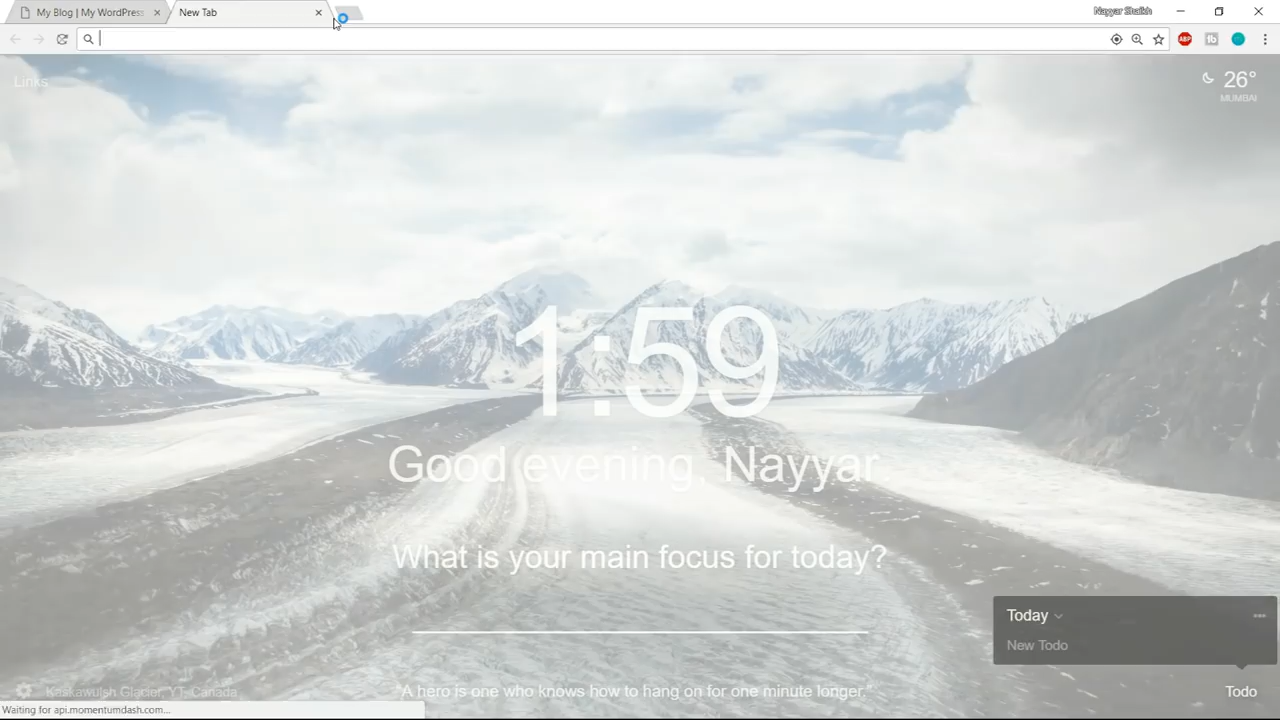 My Blog | My WordPress
New Tab
Nayyar Shaikh
ABP
tb
Links
26°
MUMBAI
1:59
Good evening, Nayyar.
What is your main focus for today?
Today
New Todo
Kaskawulsh Glacier, YT, Canada
"A hero is one who knows how to hang on for one minute longer."
Todo
Waiting for api.momentumdash.com...